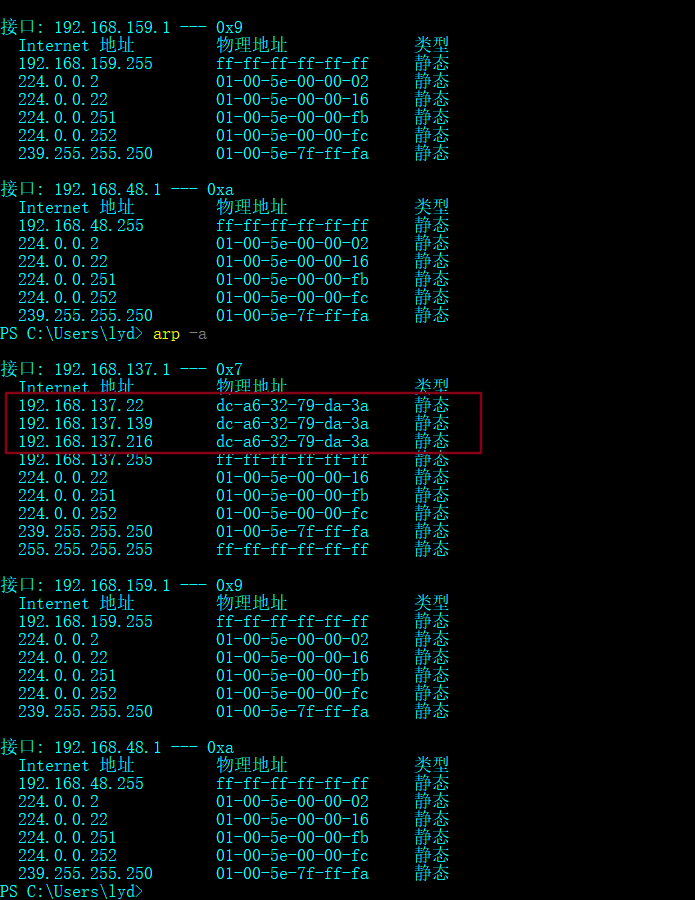 接口: 192.168.159.1 --- 0x9
Internet 地址 物理地址 类型
192.168.159.255 ff-ff-ff-ff-ff-ff 静态
224.0.0.2 01-00-5e-00-00-02 静态
224.0.0.22 01-00-5e-00-00-16 静态
224.0.0.251 01-00-5e-00-00-fb 静态
224.0.0.252 01-00-5e-00-00-fc 静态
239.255.255.250 01-00-5e-7f-ff-fa 静态
接口: 192.168.48.1 --- 0xa
Internet 地址 物理地址 类型
192.168.48.255 ff-ff-ff-ff-ff-ff 静态
224.0.0.2 01-00-5e-00-00-02 静态
224.0.0.22 01-00-5e-00-00-16 静态
224.0.0.251 01-00-5e-00-00-fb 静态
224.0.0.252 01-00-5e-00-00-fc 静态
239.255.255.250 01-00-5e-7f-ff-fa 静态
PS C:\Users\lyd> arp -a
接口: 192.168.137.1 --- 0x7
Internet 地址 物理地址 类型
192.168.137.22 dc-a6-32-79-da-3a 静态
192.168.137.139 dc-a6-32-79-da-3a 静态
192.168.137.216 dc-a6-32-79-da-3a 静态
192.168.137.255 ff-ff-ff-ff-ff-ff 静态
224.0.0.22 01-00-5e-00-00-16 静态
224.0.0.251 01-00-5e-00-00-fb 静态
224.0.0.252 01-00-5e-00-00-fc 静态
239.255.255.250 01-00-5e-7f-ff-fa 静态
255.255.255.255 ff-ff-ff-ff-ff-ff 静态
接口: 192.168.159.1 --- 0x9
Internet 地址 物理地址 类型
192.168.159.255 ff-ff-ff-ff-ff-ff 静态
224.0.0.2 01-00-5e-00-00-02 静态
224.0.0.22 01-00-5e-00-00-16 静态
224.0.0.251 01-00-5e-00-00-fb 静态
224.0.0.252 01-00-5e-00-00-fc 静态
239.255.255.250 01-00-5e-7f-ff-fa 静态
接口: 192.168.48.1 --- 0xa
Internet 地址 物理地址 类型
192.168.48.255 ff-ff-ff-ff-ff-ff 静态
224.0.0.2 01-00-5e-00-00-02 静态
224.0.0.22 01-00-5e-00-00-16 静态
224.0.0.251 01-00-5e-00-00-fb 静态
224.0.0.252 01-00-5e-00-00-fc 静态
239.255.255.250 01-00-5e-7f-ff-fa 静态
PS C:\Users\lyd>